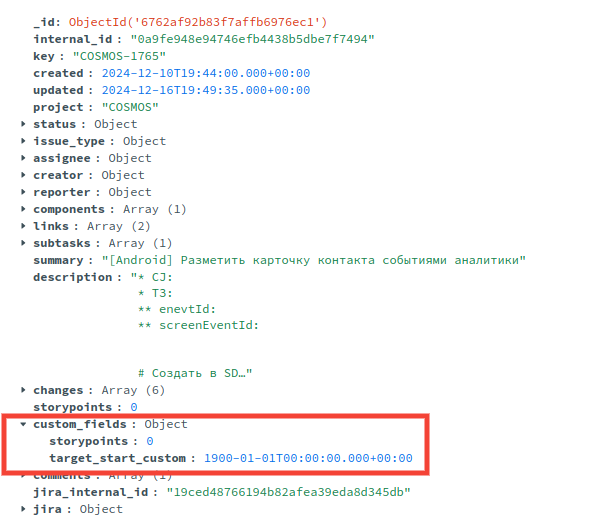 _id: ObjectId('6762af92b83f7affb6976ec1')
internal_id : "0a9fe948e94746efb4438b5dbe7f7494"
key : "COSMOS-1765"
created : 2024-12-10T19:44:00.000+00:00
updated : 2024-12-16T19:49:35.000+00:00
project : "COSMOS"
status : Object
issue_type : Object
assignee : Object
creator : Object
reporter : Object
components : Array (1)
links : Array (2)
subtasks : Array (1)
summary : "[Android] Разметить карточку контакта событиями аналитики"
description : "* CJ:
* ТЗ:
** enevtId:
** screenEventId:
# Создать в SD…"
changes : Array (6)
storypoints : 0
custom_fields : Object
storypoints : 0
target_start_custom : 1900-01-01T00:00:00.000+00:00
comments : Array (1)
jira_internal_id : "19ced48766194b82afea39eda8d345db"
jira : Object